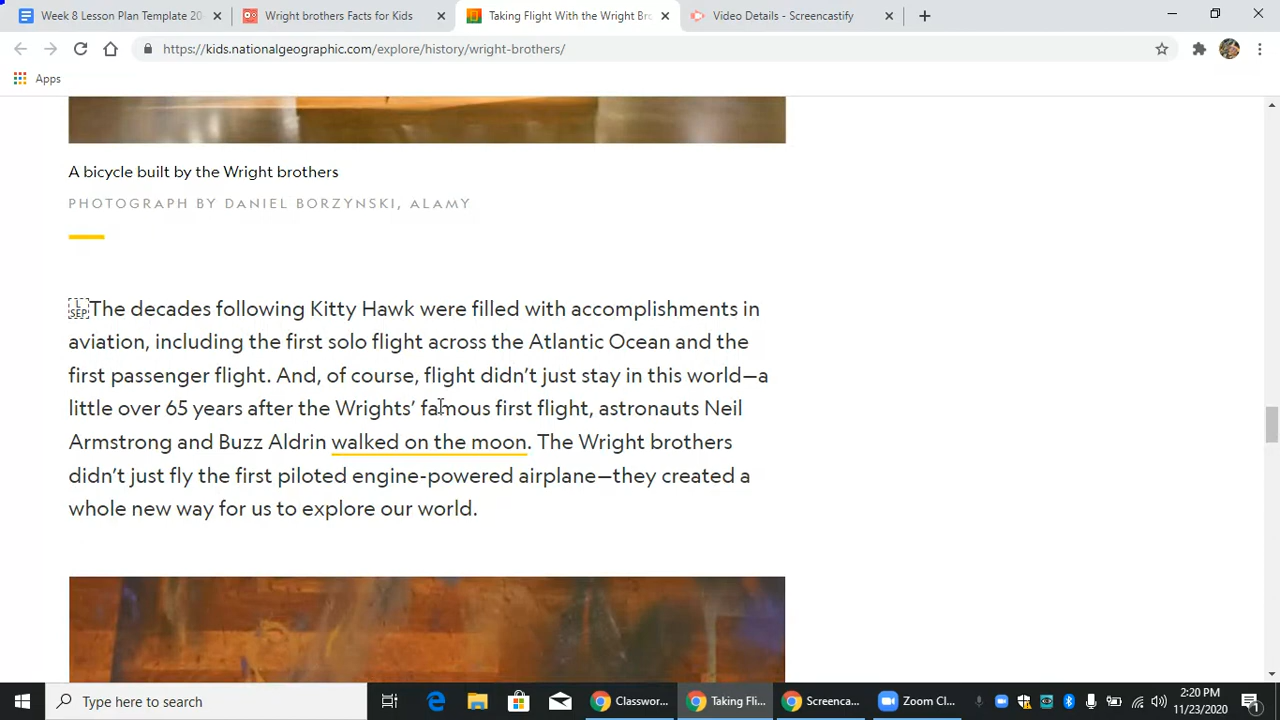 Week 8 Lesson Plan Template 20
Wright brothers Facts for Kids
Taking Flight With the Wright Bro
Video Details - Screencastify
https://kids.nationalgeographic.com/explore/history/wright-brothers/
Apps
A bicycle built by the Wright brothers
PHOTOGRAPH BY DANIEL BORZYNSKI, ALAMY
L SEP The decades following Kitty Hawk were filled with accomplishments in
aviation, including the first solo flight across the Atlantic Ocean and the
first passenger flight. And, of course, flight didn't just stay in this world—a
little over 65 years after the Wrights' famous first flight, astronauts Neil
Armstrong and Buzz Aldrin walked on the moon. The Wright brothers
didn't just fly the first piloted engine-powered airplane—they created a
whole new way for us to explore our world.
Type here to search
Classwor...
Taking Fli...
Screenca...
Zoom Cl...
2:20 PM
11/23/2020
1